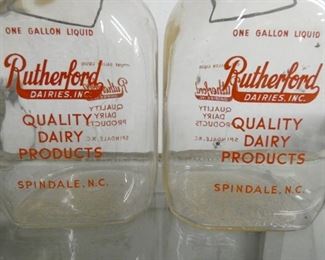 ONE GALLON LIQUID
Rutherford
DAIRIES, INC.
QUALITY
DAIRY
PRODUCTS
SPINDALE, N.C.
ONE GALLON LIQUID
Rutherford
DAIRIES, INC.
QUALITY
DAIRY
PRODUCTS
SPINDALE, N.C.